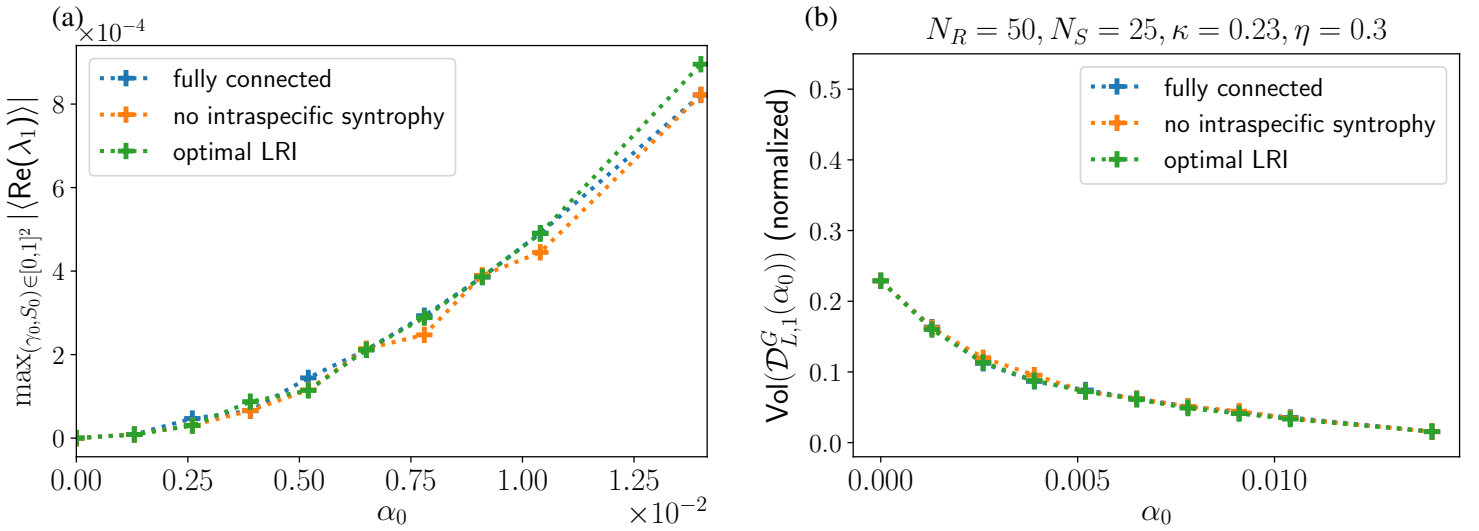 (a)
×10⁻⁴
fully connected
no intraspecific syntrophy
optimal LRI
max_{(γ₀,S₀)∈[0,1]²} |⟨Re(λ₁)⟩|
8
6
4
2
0
0.00 0.25 0.50 0.75 1.00 1.25
×10⁻²
α₀
(b)
N_R = 50, N_S = 25, κ = 0.23, η = 0.3
fully connected
no intraspecific syntrophy
optimal LRI
Vol(𝒟^G_{L,1}(α₀)) (normalized)
0.5
0.4
0.3
0.2
0.1
0.0
0.000 0.005 0.010
α₀